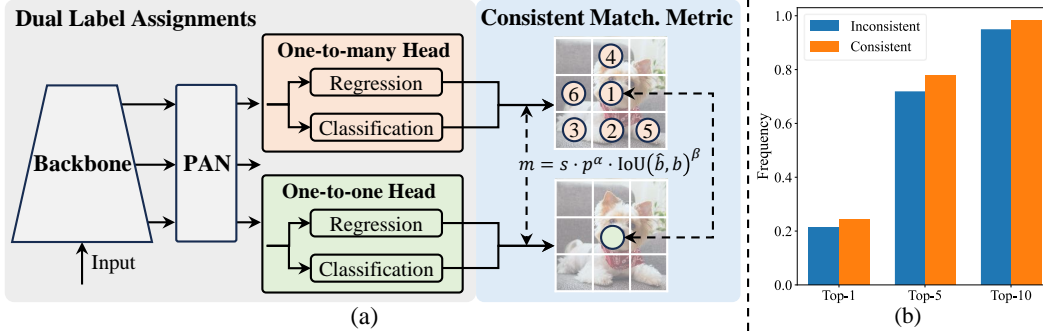 Dual Label Assignments
Consistent Match. Metric
One-to-many Head
Regression
Classification
Backbone
PAN
One-to-one Head
Regression
Classification
Input
4
6
1
3
2
5
m = s · p^α · IoU(b̂, b)^β
(a)
Inconsistent
Consistent
Frequency
1.0
0.8
0.6
0.4
0.2
0.0
Top-1
Top-5
Top-10
(b)